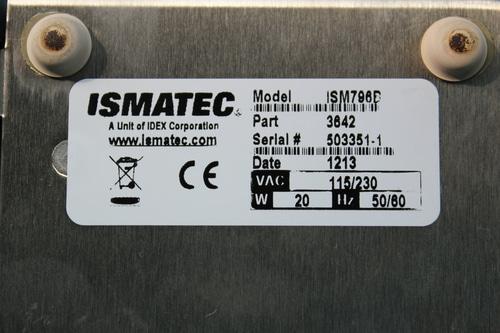 ISMATEC
A Unit of IDEX Corporation
www.ismatec.com
CE
Model ISM796D
Part 3642
Serial # 503351-1
Date 1213
VAC 115/230
W 20 Hz 50/60